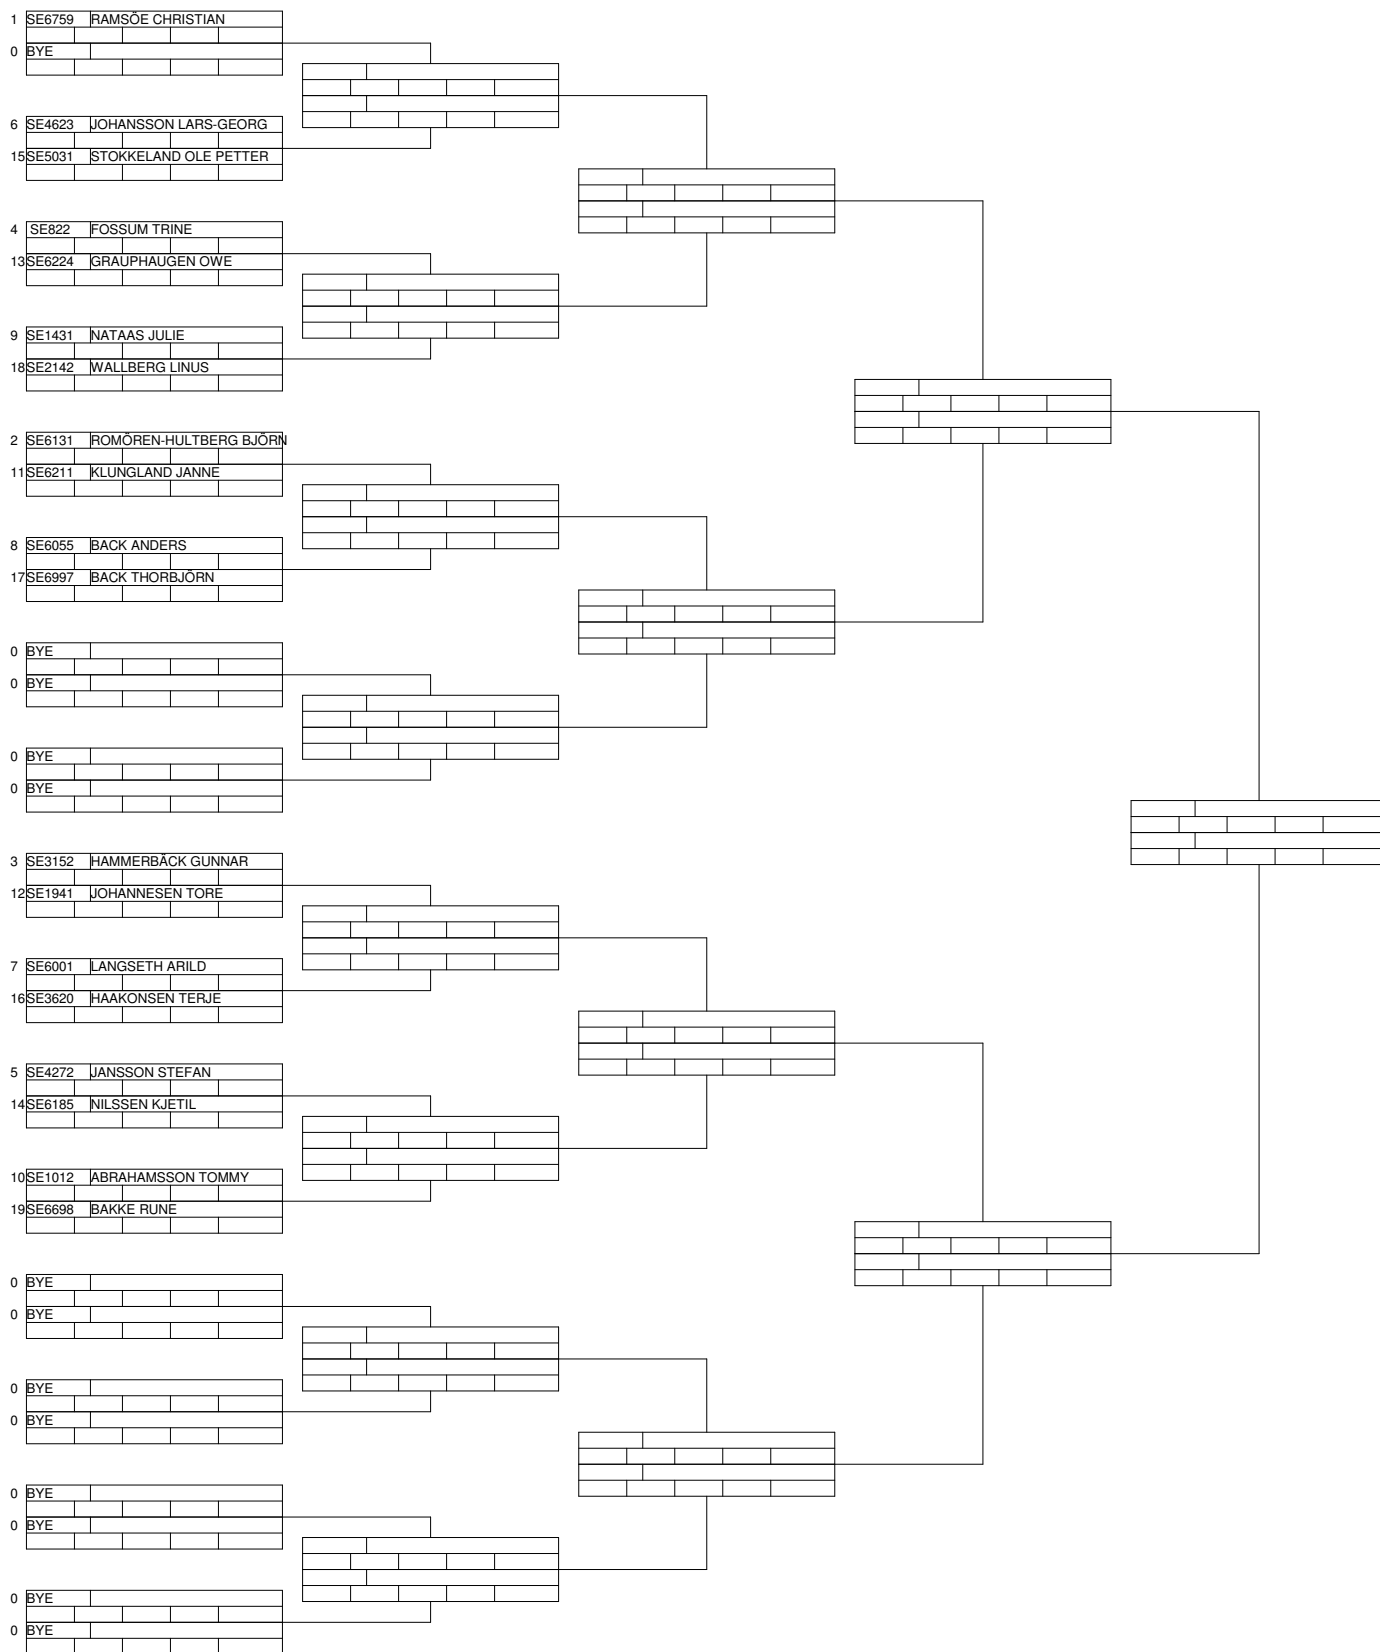 1 SE6759 RAMSÖE CHRISTIAN
0 BYE
6 SE4623 JOHANSSON LARS-GEORG
15 SE5031 STOKKELAND OLE PETTER
4 SE822 FOSSUM TRINE
13 SE6224 GRAUPHAUGEN OWE
9 SE1431 NATAAS JULIE
18 SE2142 WALLBERG LINUS
2 SE6131 ROMÖREN-HULTBERG BJÖRN
11 SE6211 KLUNGLAND JANNE
8 SE6055 BACK ANDERS
17 SE6997 BACK THORBJÖRN
0 BYE
0 BYE
0 BYE
0 BYE
3 SE3152 HAMMERBÄCK GUNNAR
12 SE1941 JOHANNESEN TORE
7 SE6001 LANGSETH ARILD
16 SE3620 HAAKONSEN TERJE
5 SE4272 JANSSON STEFAN
14 SE6185 NILSSEN KJETIL
10 SE1012 ABRAHAMSSON TOMMY
19 SE6698 BAKKE RUNE
0 BYE
0 BYE
0 BYE
0 BYE
0 BYE
0 BYE
0 BYE
0 BYE